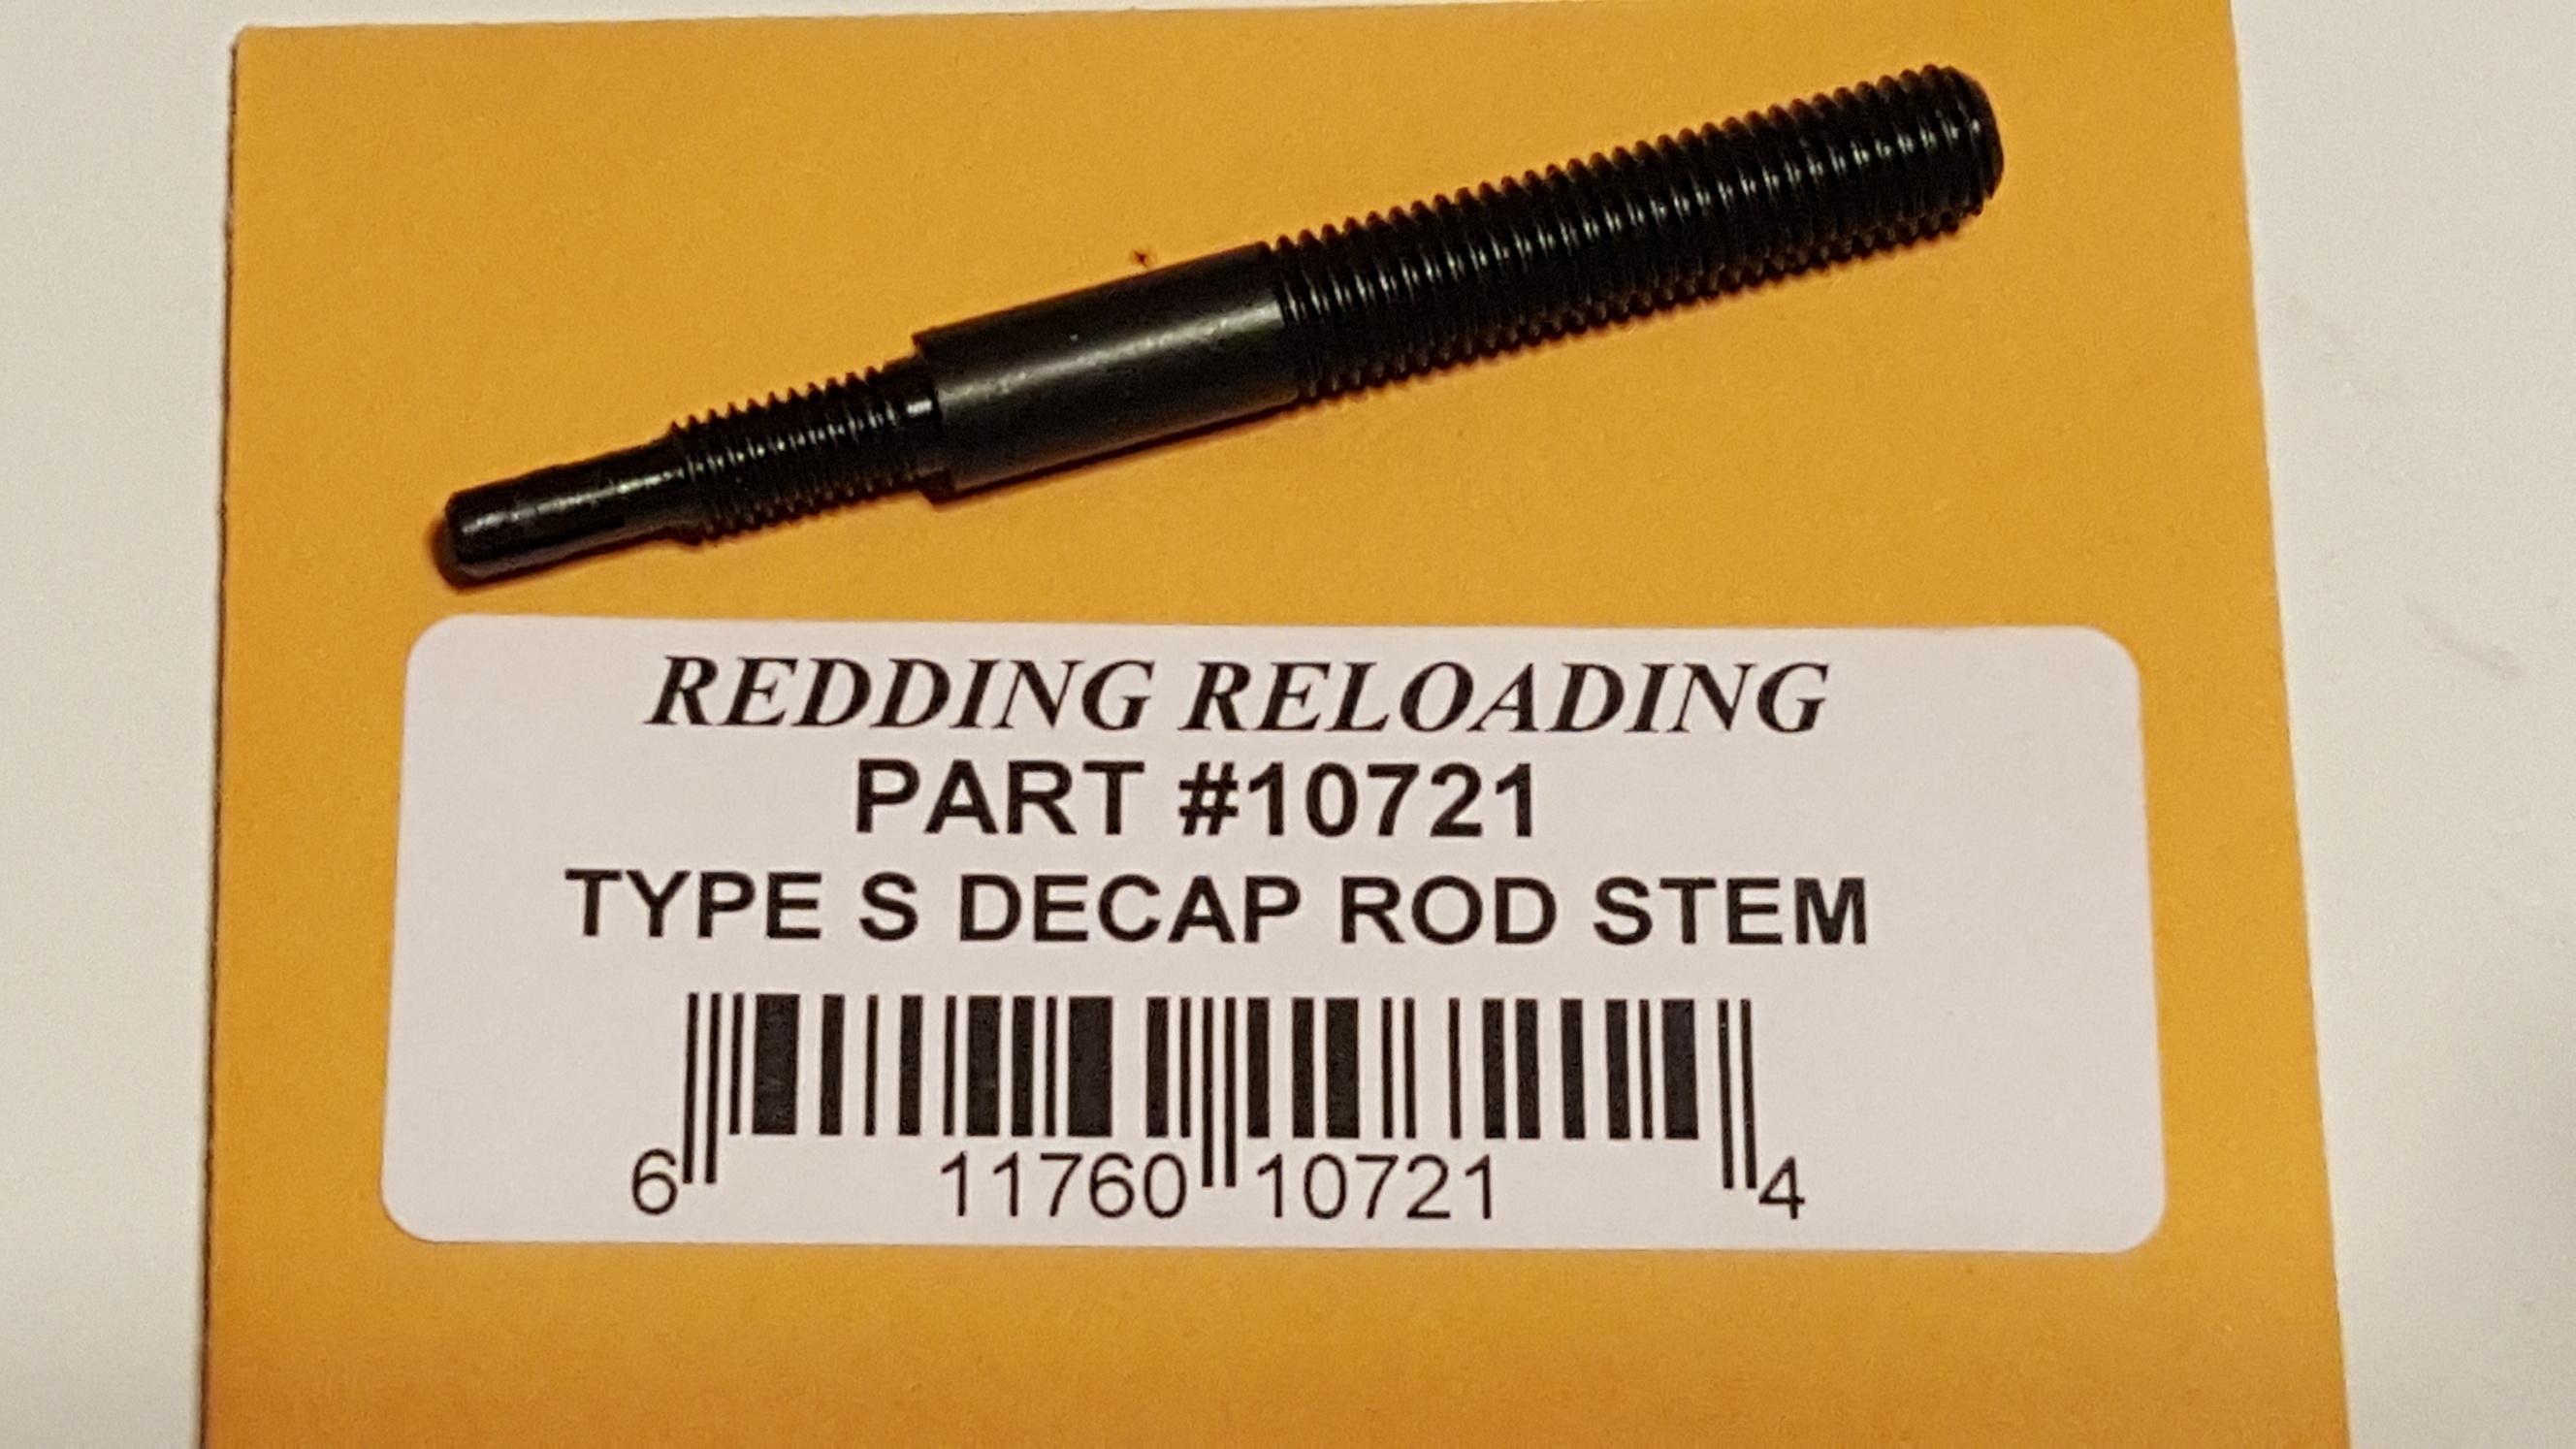 REDDING RELOADING
PART #10721
TYPE S DECAP ROD STEM
6 11760 10721 4